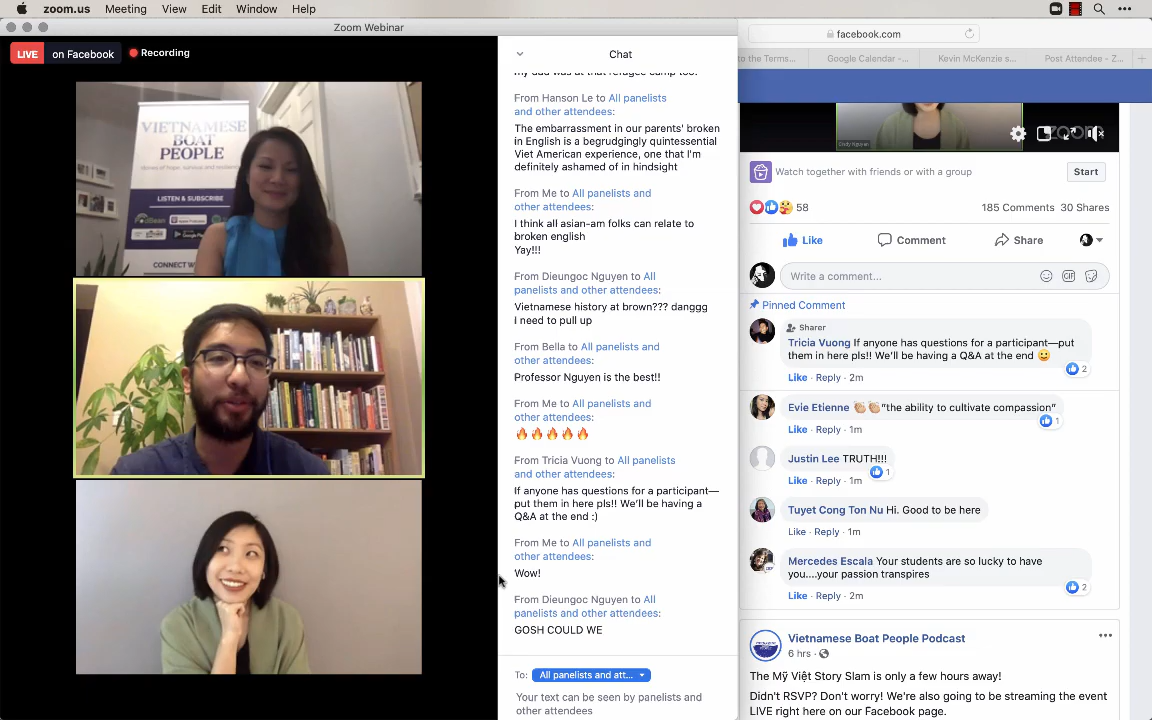 zoom.us Meeting View Edit Window Help
Zoom Webinar
LIVE on Facebook Recording
VIETNAMESE
BOAT
PEOPLE
LISTEN & SUBSCRIBE
CONNECT W
Chat
my dad was at that refugee camp too!
From Hanson Le to All panelists
and other attendees:
The embarrassment in our parents' broken
in English is a begrudgingly quintessential
Viet American experience, one that I'm
definitely ashamed of in hindsight
From Me to All panelists and
other attendees:
I think all asian-am folks can relate to
broken english
Yay!!!
From Dieungoc Nguyen to All
panelists and other attendees:
Vietnamese history at brown??? danggg
I need to pull up
From Bella to All panelists and
other attendees:
Professor Nguyen is the best!!
From Me to All panelists and
other attendees:
🔥🔥🔥🔥🔥
From Tricia Vuong to All panelists
and other attendees:
If anyone has questions for a participant—
put them in here pls!! We'll be having a
Q&A at the end :)
From Me to All panelists and
other attendees:
Wow!
From Dieungoc Nguyen to All
panelists and other attendees:
GOSH COULD WE
To: All panelists and att...
Your text can be seen by panelists and
other attendees
facebook.com
to the Terms... Google Calendar -... Kevin McKenzie s... Post Attendee - Z...
zoom
Watch together with friends or with a group Start
58 185 Comments 30 Shares
Like Comment Share
Write a comment... GIF
Pinned Comment
Sharer
Tricia Vuong If anyone has questions for a participant—put
them in here pls!! We'll be having a Q&A at the end 😀
2
Like · Reply · 2m
Evie Etienne 👏👏"the ability to cultivate compassion"
1
Like · Reply · 1m
Justin Lee TRUTH!!!
1
Like · Reply · 1m
Tuyet Cong Ton Nu Hi. Good to be here
Like · Reply · 1m
Mercedes Escala Your students are so lucky to have
you....your passion transpires
2
Like · Reply · 2m
Vietnamese Boat People Podcast
6 hrs ·
The Mỹ Việt Story Slam is only a few hours away!
Didn't RSVP? Don't worry! We're also going to be streaming the event
LIVE right here on our Facebook page.